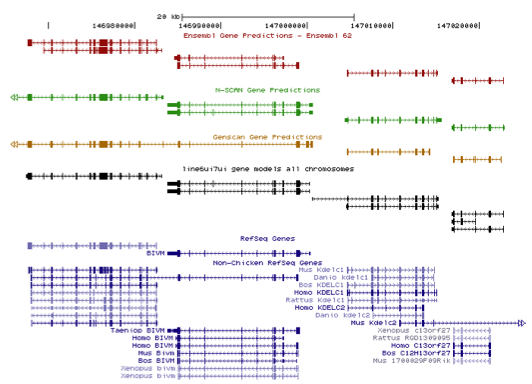 20 kb
146980000 146990000 147000000 147010000 147020000
Ensembl Gene Predictions - Ensembl 62
N-SCAN Gene Predictions
Genscan Gene Predictions
line6ui7ui gene models all chromosomes
RefSeq Genes
BIVM
Non-Chicken RefSeq Genes
Mus Kdelc1
Danio kdelc1
Bos KDELC1
Homo KDELC1
Rattus Kdelc1
Homo KDELC2
Danio kdelc2
Mus Kdelc2
Taeniop BIVM
Xenopus c13orf27
Homo BIVM
Rattus RGD1309095
Homo BIVM
Homo C13orf27
Mus Bivm
Bos C12H13orf27
Bos BIVM
Mus 1700029F09Rik
Xenopus bivm
Xenopus bivm